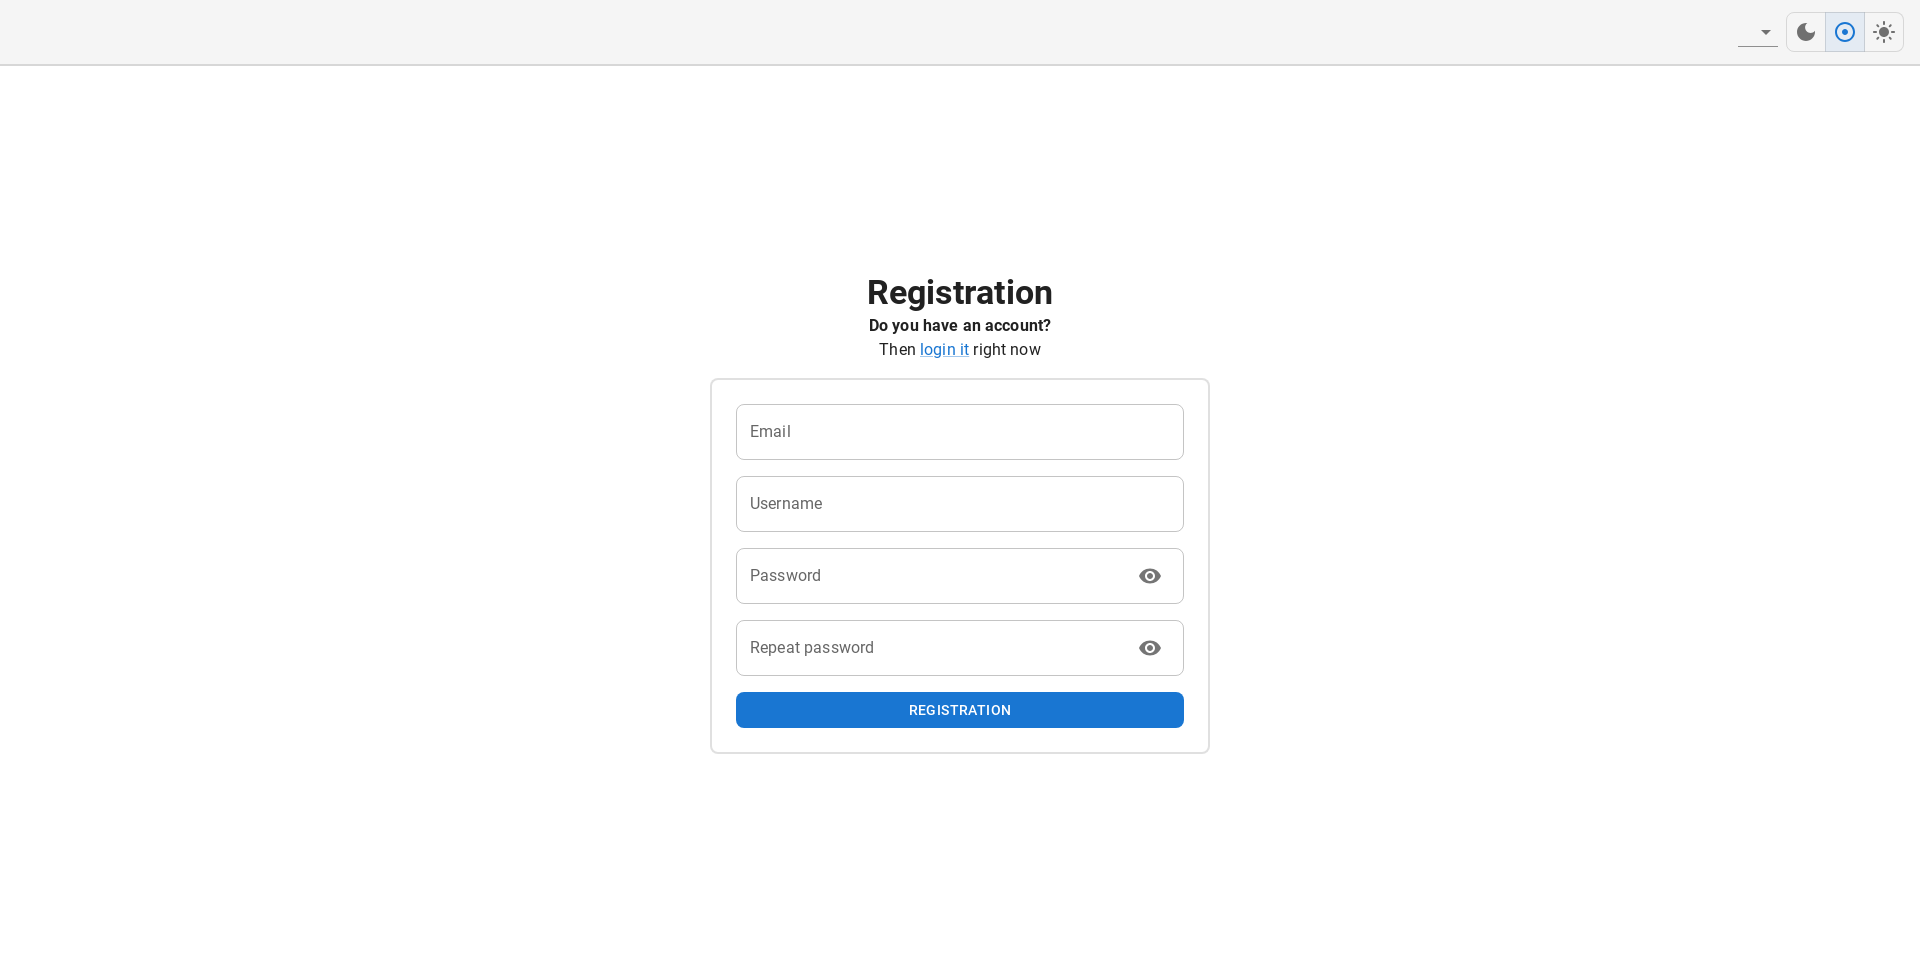 Registration
Do you have an account?
Then login it right now
Email
Username
Password
Repeat password
REGISTRATION